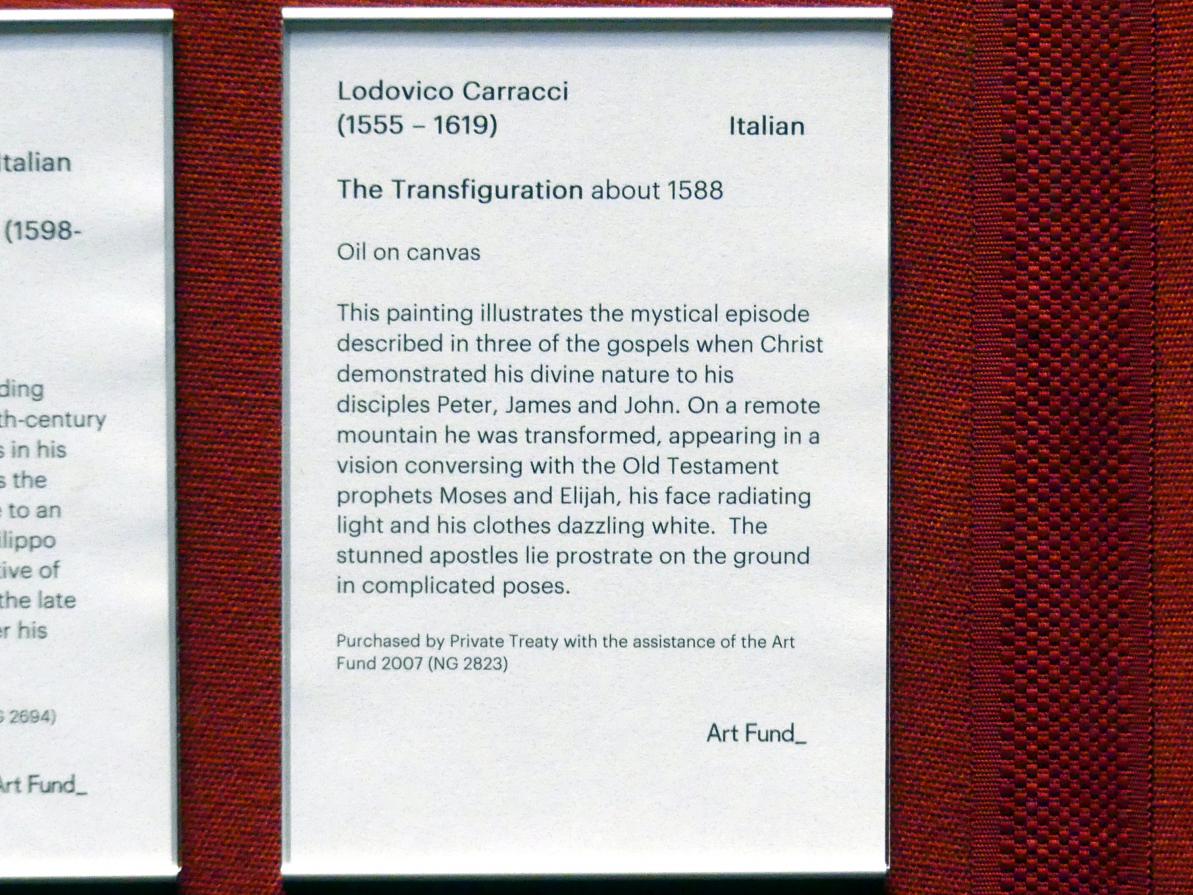 Italian
(1598-
ding
th-century
s in his
s the
e to an
ilippo
tive of
the late
er his
G 2694)
Art Fund_
Lodovico Carracci
(1555 – 1619) Italian
The Transfiguration about 1588
Oil on canvas
This painting illustrates the mystical episode
described in three of the gospels when Christ
demonstrated his divine nature to his
disciples Peter, James and John. On a remote
mountain he was transformed, appearing in a
vision conversing with the Old Testament
prophets Moses and Elijah, his face radiating
light and his clothes dazzling white.  The
stunned apostles lie prostrate on the ground
in complicated poses.
Purchased by Private Treaty with the assistance of the Art
Fund 2007 (NG 2823)
Art Fund_